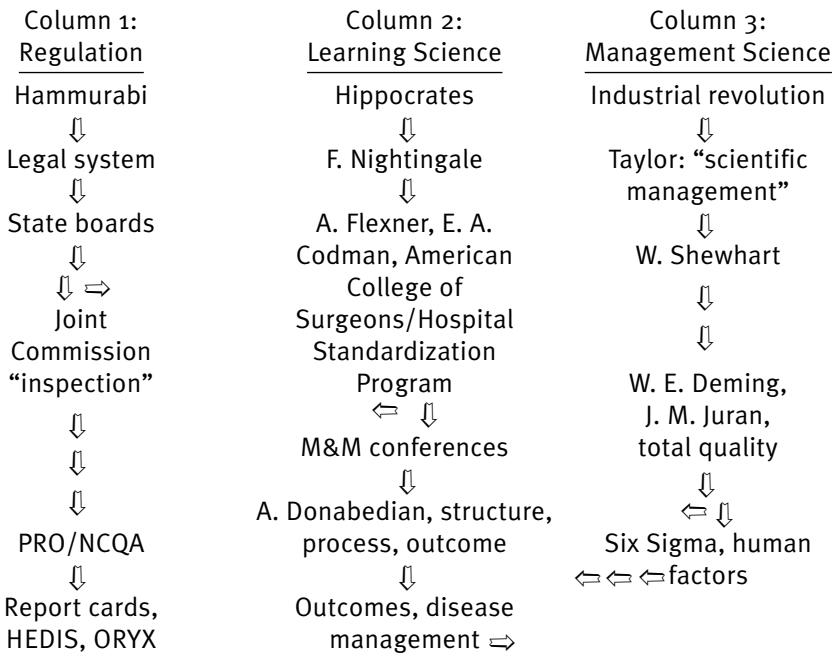 Column 1:
Regulation
Hammurabi
⇩
Legal system
⇩
State boards
⇩
⇩ ⇨
Joint
Commission
“inspection”
⇩
⇩
⇩
PRO/NCQA
⇩
Report cards,
HEDIS, ORYX
Column 2:
Learning Science
Hippocrates
⇩
F. Nightingale
⇩
A. Flexner, E. A.
Codman, American
College of
Surgeons/Hospital
Standardization
Program
⇦ ⇩
M&M conferences
⇩
A. Donabedian, structure,
process, outcome
⇩
Outcomes, disease
management ⇨
Column 3:
Management Science
Industrial revolution
⇩
Taylor: “scientific
management”
⇩
W. Shewhart
⇩
⇩
W. E. Deming,
J. M. Juran,
total quality
⇩
⇦ ⇩
Six Sigma, human
⇦ ⇦ ⇦ factors